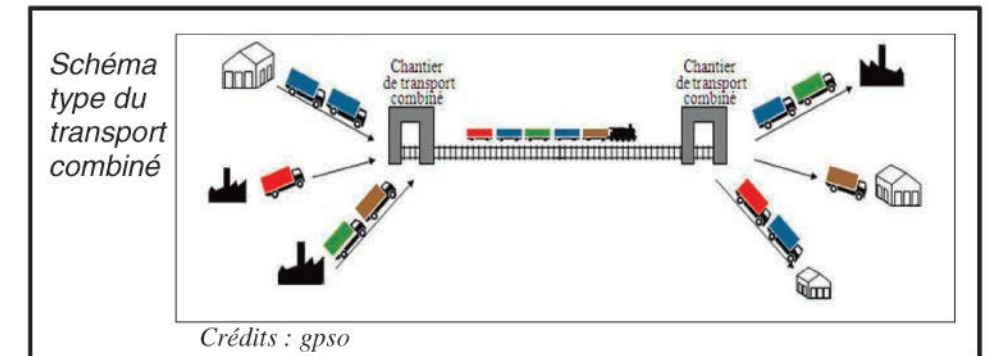 Schéma
type du
transport
combiné
Chantier
de transport
combiné
Chantier
de transport
combiné
Crédits : gpso